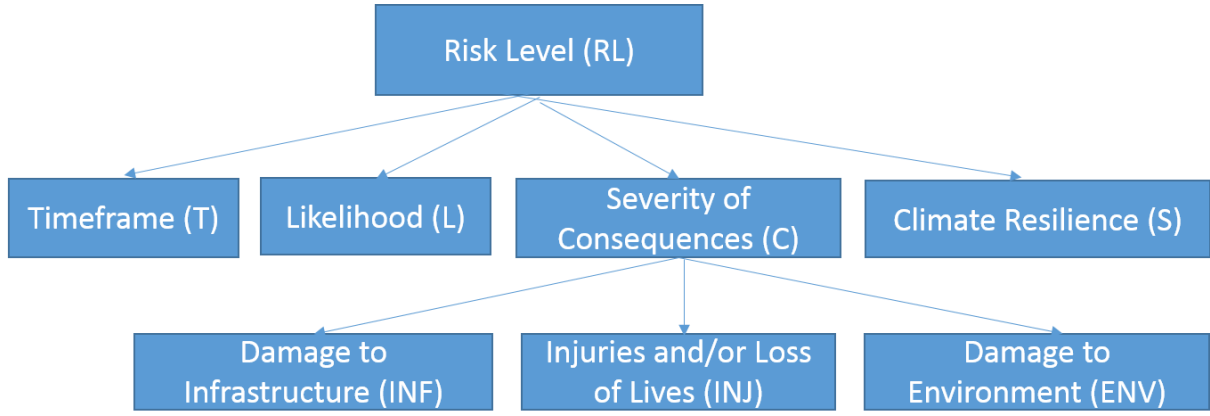 Risk Level (RL)
Timeframe (T)
Likelihood (L)
Severity of
Consequences (C)
Climate Resilience (S)
Damage to
Infrastructure (INF)
Injuries and/or Loss
of Lives (INJ)
Damage to
Environment (ENV)